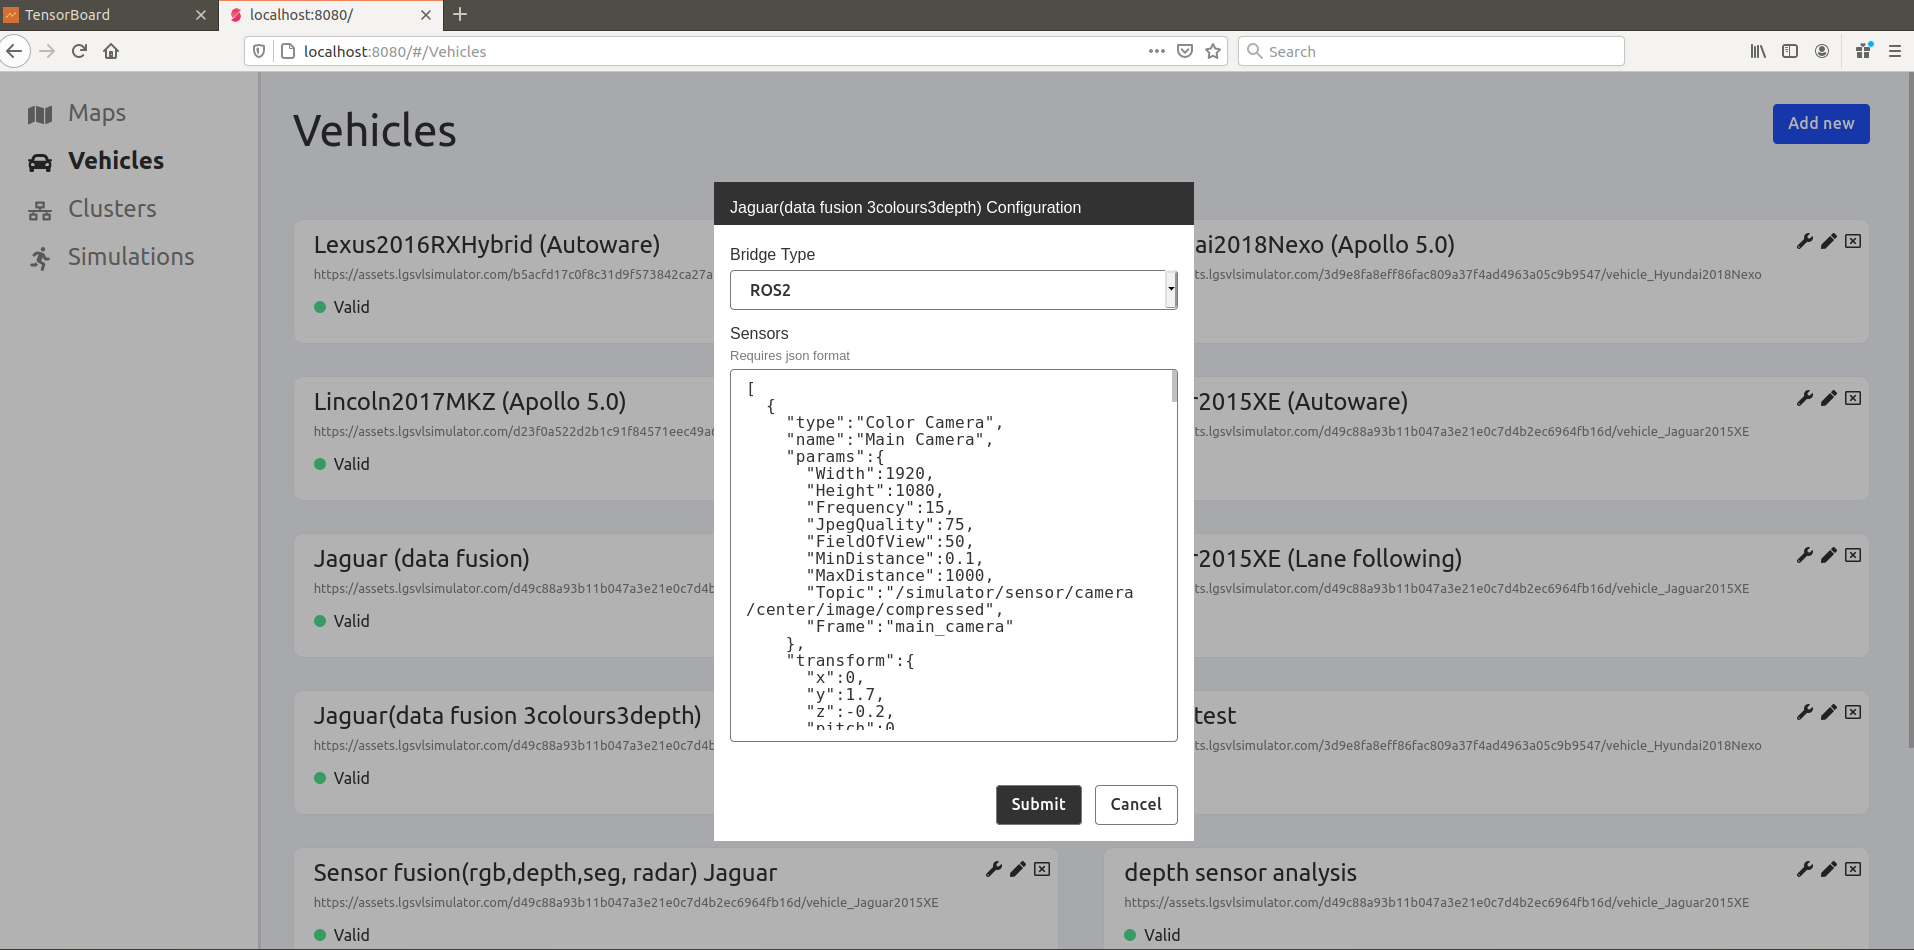 TensorBoard
localhost:8080/
localhost:8080/#/Vehicles
Search
Maps
Vehicles
Clusters
Simulations
Vehicles
Add new
Lexus2016RXHybrid (Autoware)
https://assets.lgsvlsimulator.com/b5acfd17c0f8c31d9f573842ca27a
Valid
ai2018Nexo (Apollo 5.0)
ts.lgsvlsimulator.com/3d9e8fa8eff86fac809a37f4ad4963a05c9b9547/vehicle_Hyundai2018Nexo
Lincoln2017MKZ (Apollo 5.0)
https://assets.lgsvlsimulator.com/d23f0a522d2b1c91f84571eec49a
Valid
r2015XE (Autoware)
ts.lgsvlsimulator.com/d49c88a93b11b047a3e21e0c7d4b2ec6964fb16d/vehicle_Jaguar2015XE
Jaguar (data fusion)
https://assets.lgsvlsimulator.com/d49c88a93b11b047a3e21e0c7d4b
Valid
r2015XE (Lane following)
ts.lgsvlsimulator.com/d49c88a93b11b047a3e21e0c7d4b2ec6964fb16d/vehicle_Jaguar2015XE
Jaguar(data fusion 3colours3depth)
https://assets.lgsvlsimulator.com/d49c88a93b11b047a3e21e0c7d4b
Valid
test
ts.lgsvlsimulator.com/3d9e8fa8eff86fac809a37f4ad4963a05c9b9547/vehicle_Hyundai2018Nexo
Sensor fusion(rgb,depth,seg, radar) Jaguar
https://assets.lgsvlsimulator.com/d49c88a93b11b047a3e21e0c7d4b2ec6964fb16d/vehicle_Jaguar2015XE
Valid
depth sensor analysis
https://assets.lgsvlsimulator.com/d49c88a93b11b047a3e21e0c7d4b2ec6964fb16d/vehicle_Jaguar2015XE
Valid
Jaguar(data fusion 3colours3depth) Configuration
Bridge Type
ROS2
Sensors
Requires json format
[
{
"type":"Color Camera",
"name":"Main Camera",
"params":{
"Width":1920,
"Height":1080,
"Frequency":15,
"JpegQuality":75,
"FieldOfView":50,
"MinDistance":0.1,
"MaxDistance":1000,
"Topic":"/simulator/sensor/camera
/center/image/compressed",
"Frame":"main_camera"
},
"transform":{
"x":0,
"y":1.7,
"z":-0.2,
"pitch":0
Submit
Cancel